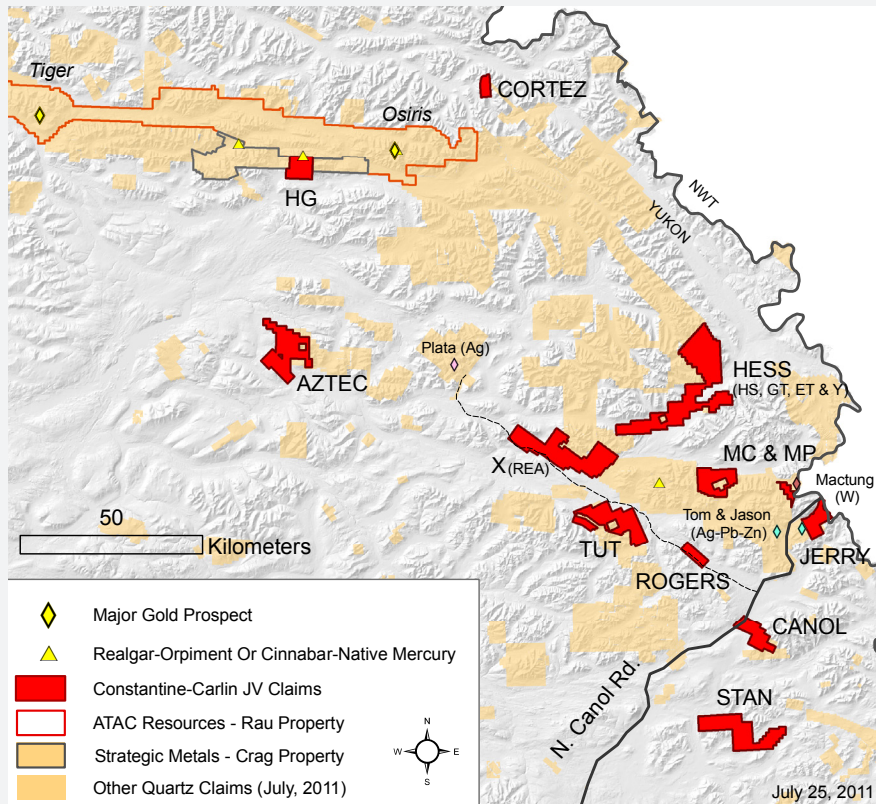 Tiger
Osiris
CORTEZ
HG
NWT
YUKON
Plata (Ag)
AZTEC
HESS
(HS, GT, ET & Y)
X (REA)
MC & MP
Mactung
(W)
Tom & Jason
(Ag-Pb-Zn)
50
Kilometers
TUT
JERRY
ROGERS
CANOL
STAN
N. Canol Rd.
Major Gold Prospect
Realgar-Orpiment Or Cinnabar-Native Mercury
Constantine-Carlin JV Claims
ATAC Resources - Rau Property
Strategic Metals - Crag Property
Other Quartz Claims (July, 2011)
N
W E
S
July 25, 2011